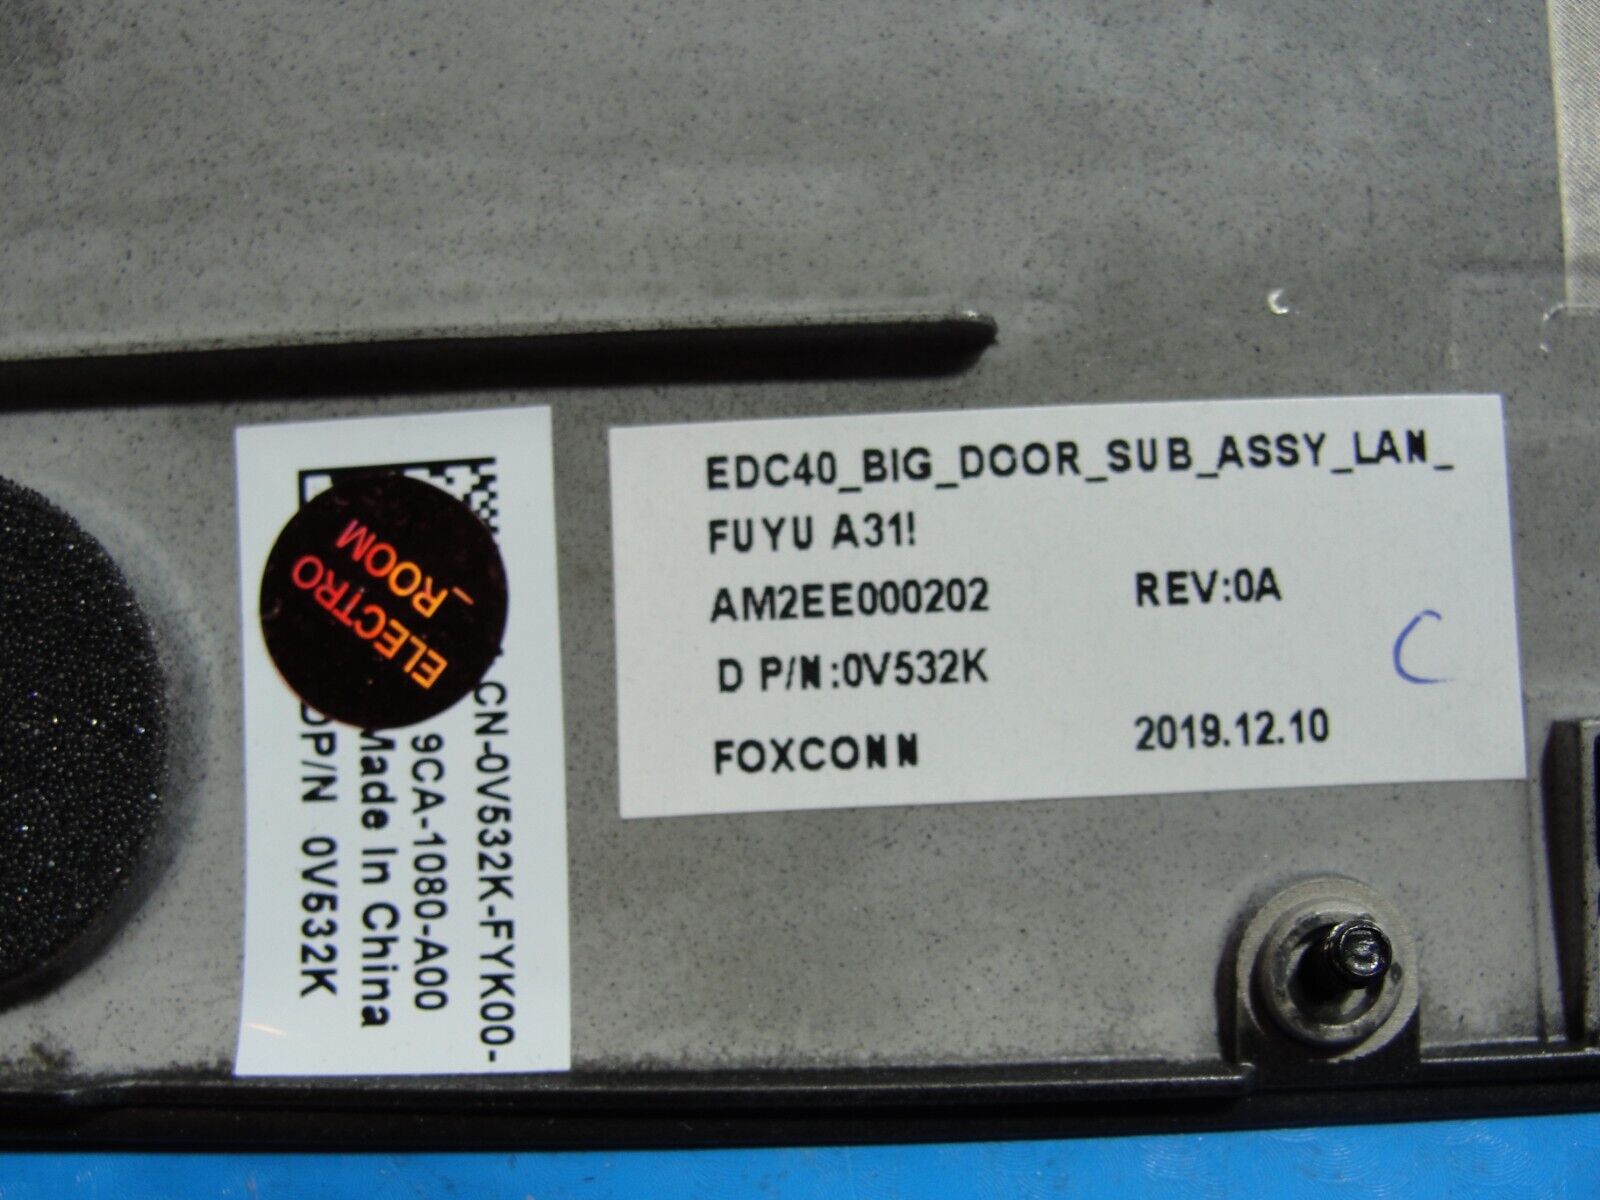 EDC40_BIG_DOOR_SUB_ASSY_LAN_
FUYU A31!
AM2EE000202 REV:0A
D P/N:0V532K
FOXCONN 2019.12.10
C
CN-0V532K-FYK00-
9CA-1080-A00
Made In China
DP/N 0V532K
ELECTRO
_ROOM